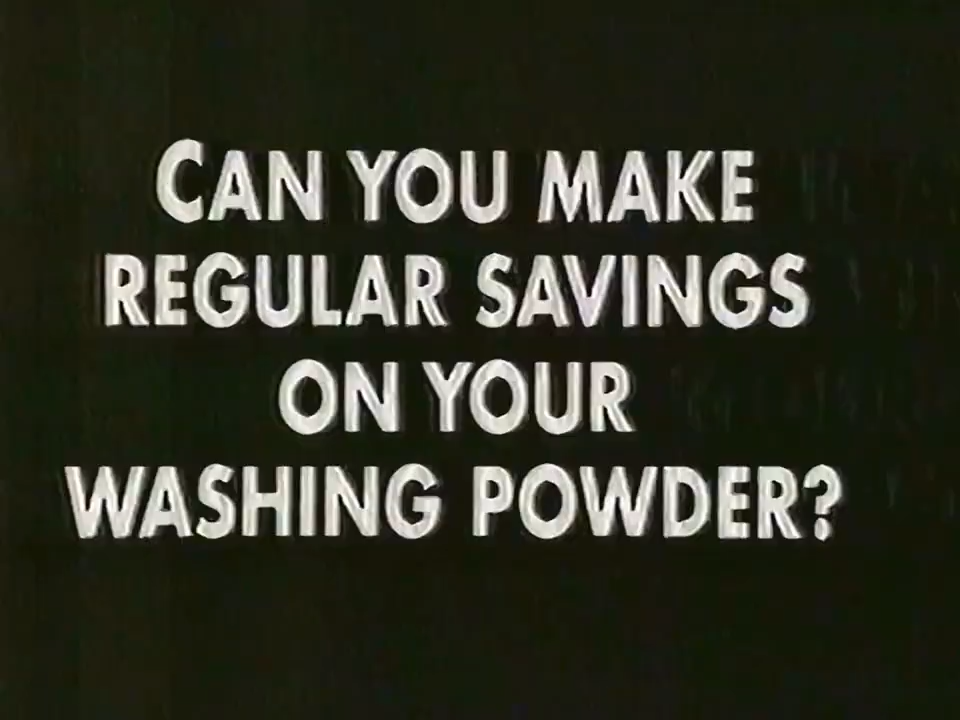 CAN YOU MAKE
REGULAR SAVINGS
ON YOUR
WASHING POWDER?